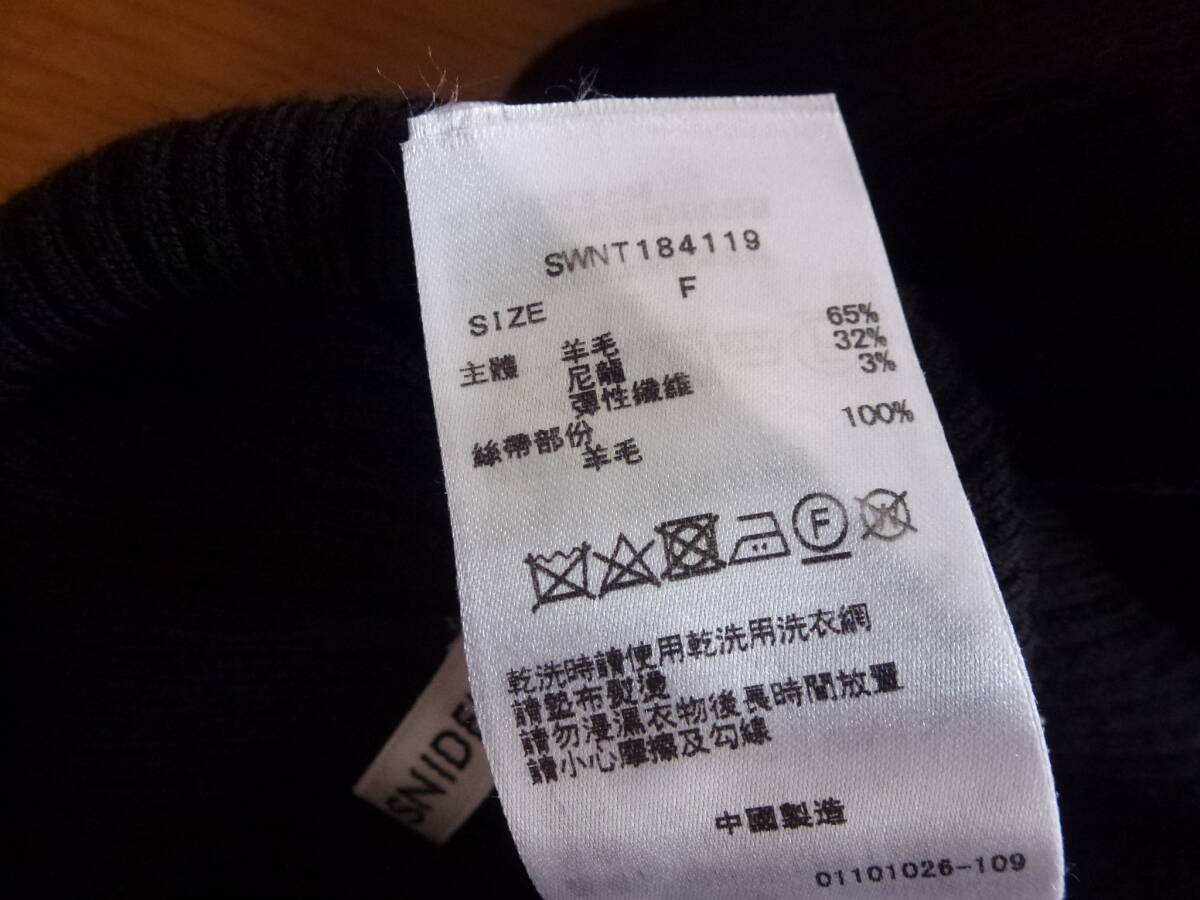 SWNT184119
SIZE F
主體 羊毛 65%
尼龍 32%
彈性纖維 3%
絲帶部份 100%
羊毛
F
W
乾洗時請使用乾洗用洗衣網
請墊布熨燙
請勿浸濕衣物後長時間放置
請小心摩擦及勾線
中國製造
01101026-109
SNIDE